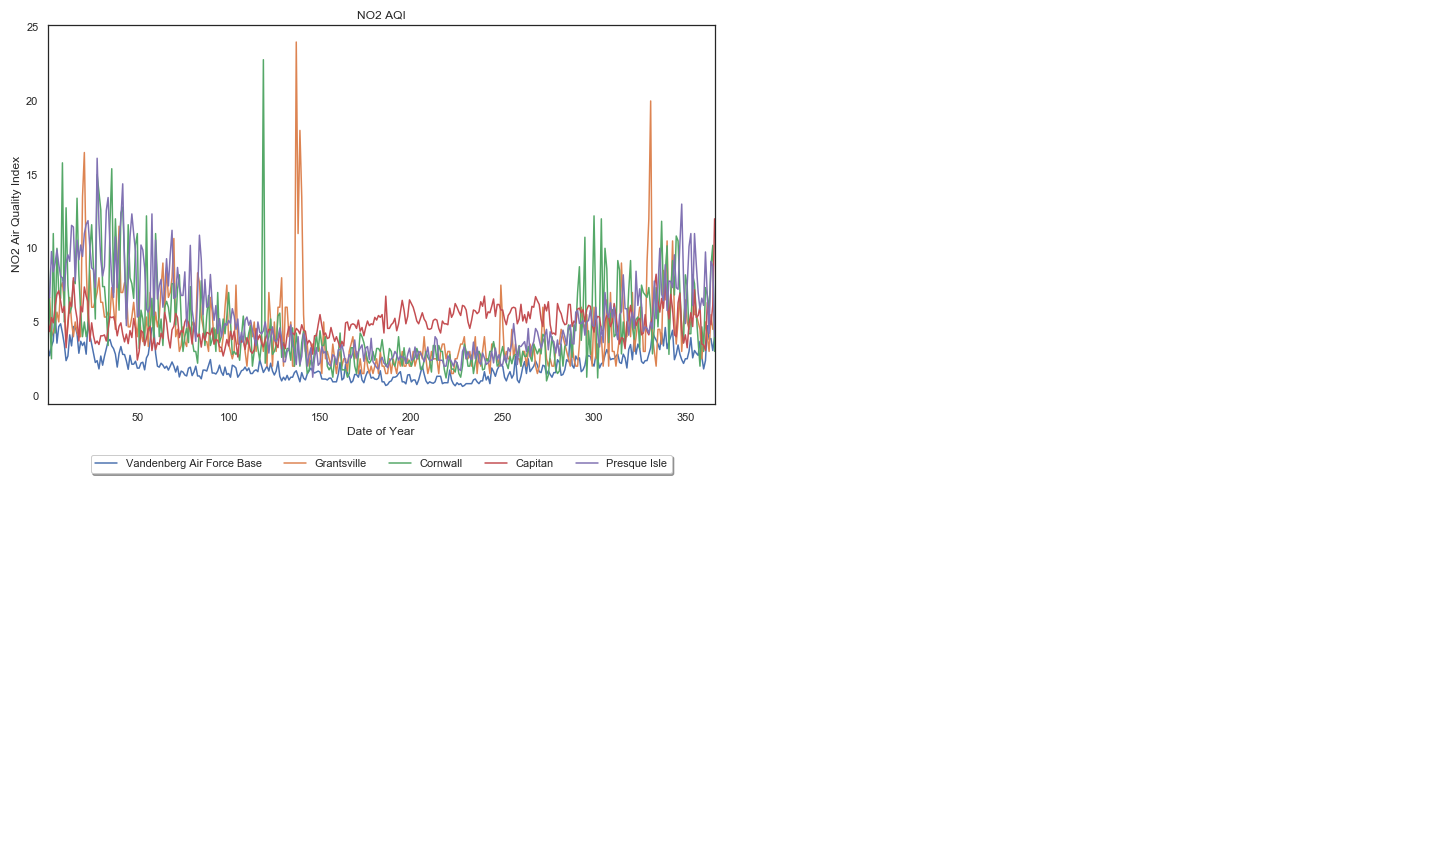 NO2 AQI
25
20
15
10
5
0
NO2 Air Quality Index
50 100 150 200 250 300 350
Date of Year
Vandenberg Air Force Base Grantsville Cornwall Capitan Presque Isle